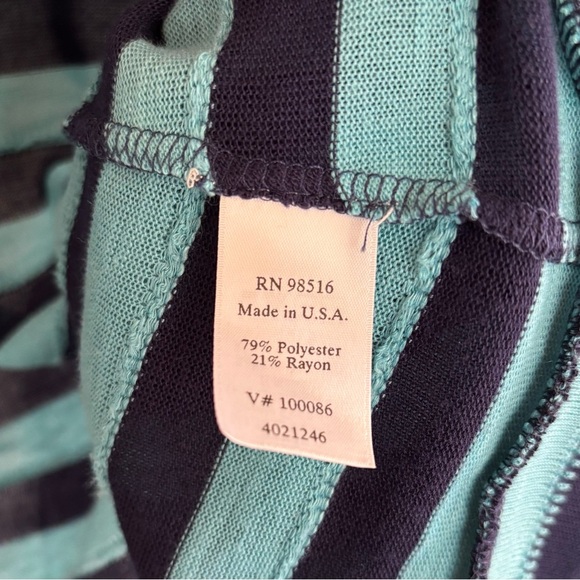 RN 98516
Made in U.S.A.
79% Polyester
21% Rayon
V# 100086
4021246